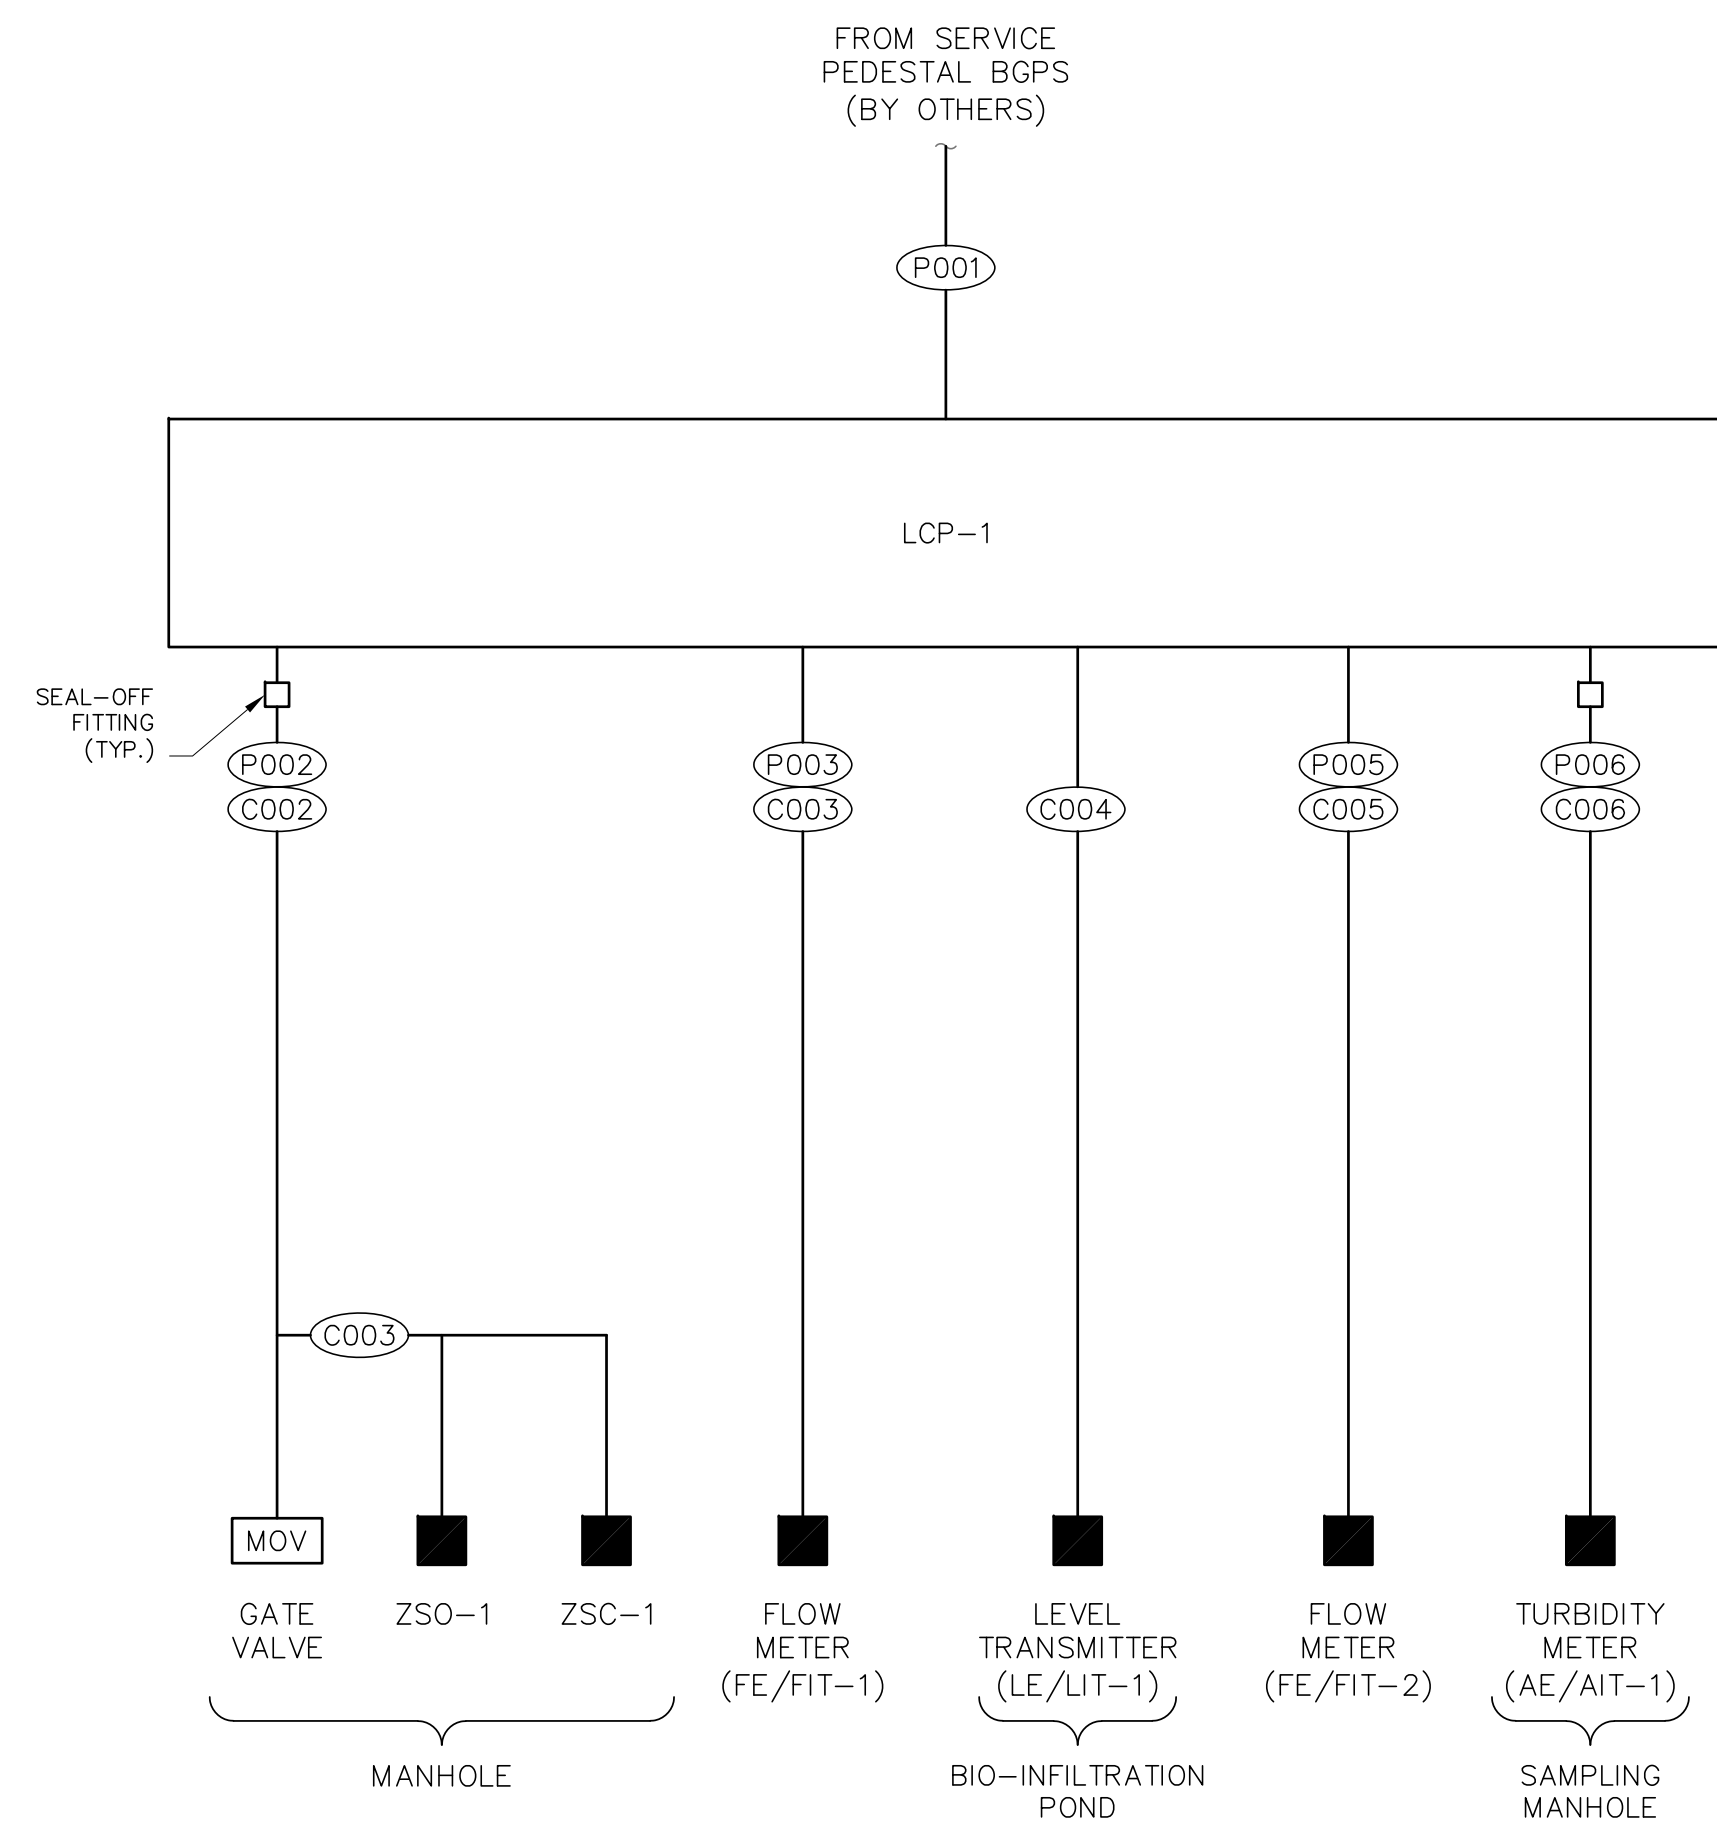 FROM SERVICE
PEDESTAL BGPS
(BY OTHERS)
P001
LCP-1
SEAL-OFF
FITTING
(TYP.)
P002
C002
P003
C003
C004
P005
C005
P006
C006
C003
MOV
GATE
VALVE
ZSO-1
ZSC-1
FLOW
METER
(FE/FIT-1)
LEVEL
TRANSMITTER
(LE/LIT-1)
FLOW
METER
(FE/FIT-2)
TURBIDITY
METER
(AE/AIT-1)
MANHOLE
BIO-INFILTRATION
POND
SAMPLING
MANHOLE